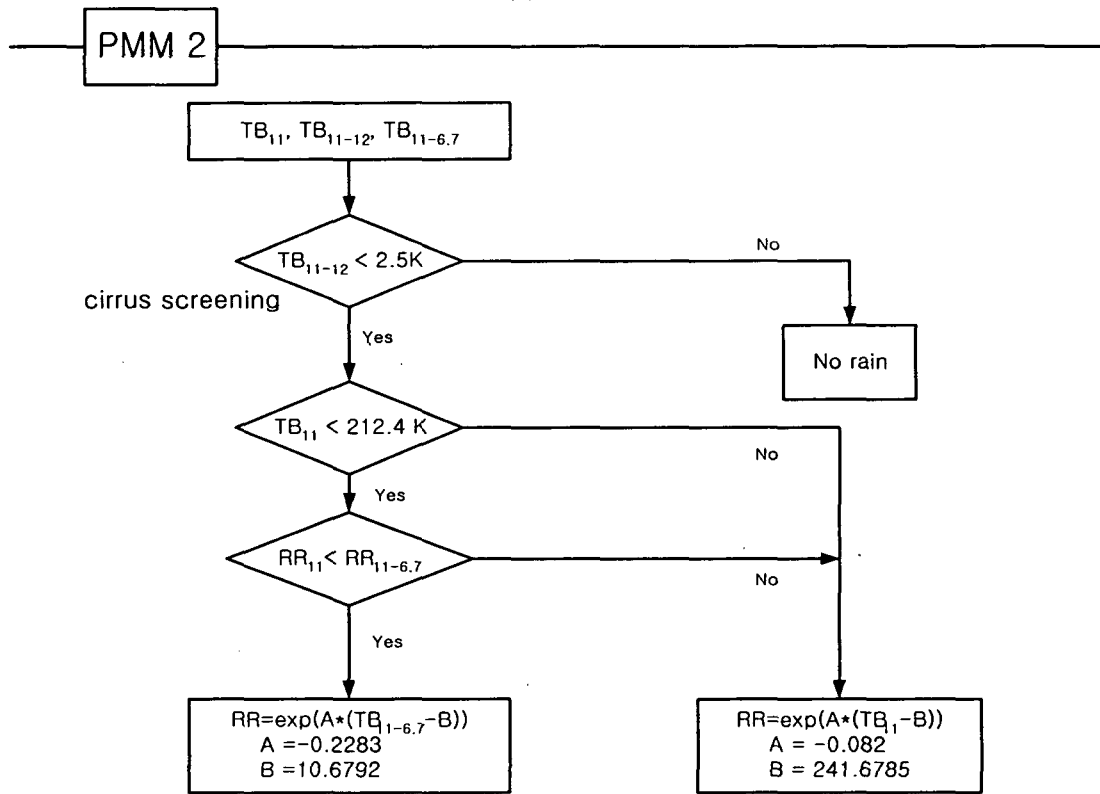 PMM 2
TB₁₁, TB₁₁₋₁₂, TB₁₁₋₆.₇
TB₁₁₋₁₂ < 2.5K
No
cirrus screening
Yes
No rain
TB₁₁ < 212.4 K
No
Yes
RR₁₁ < RR₁₁₋₆.₇
No
Yes
RR=exp(A*(TB₁₁₋₆.₇-B))
A =-0.2283
B =10.6792
RR=exp(A*(TB₁₁-B))
A = -0.082
B = 241.6785